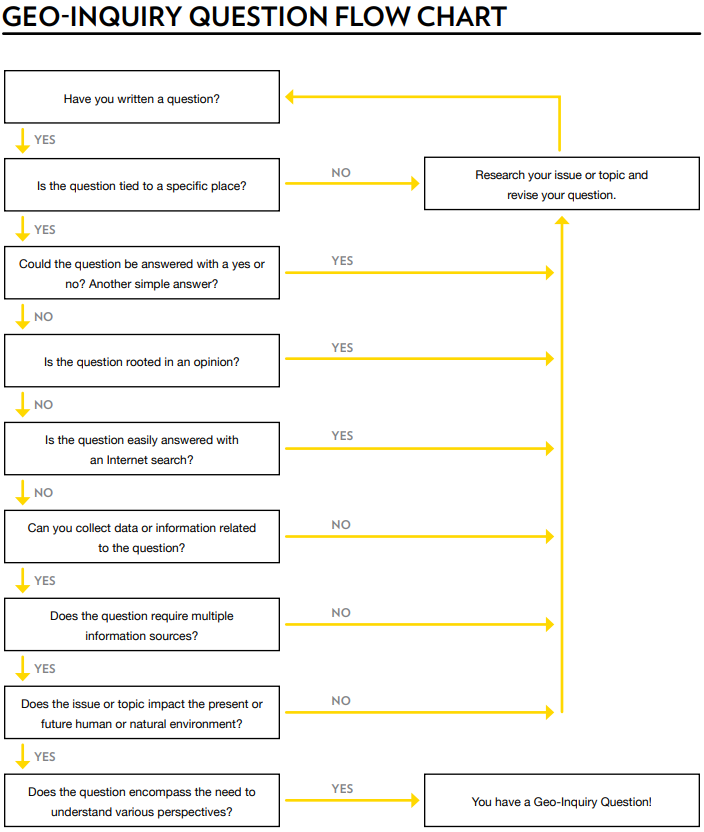 GEO-INQUIRY QUESTION FLOW CHART
Have you written a question?
YES
Is the question tied to a specific place?
NO
Research your issue or topic and
revise your question.
YES
Could the question be answered with a yes or
no? Another simple answer?
YES
NO
Is the question rooted in an opinion?
YES
NO
Is the question easily answered with
an Internet search?
YES
NO
Can you collect data or information related
to the question?
NO
YES
Does the question require multiple
information sources?
NO
YES
Does the issue or topic impact the present or
future human or natural environment?
NO
YES
Does the question encompass the need to
understand various perspectives?
YES
You have a Geo-Inquiry Question!